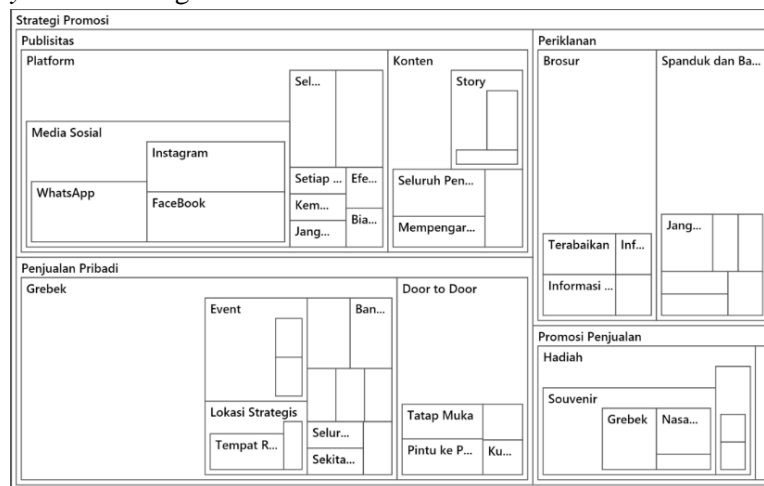 Strategi Promosi
Publisitas
Platform
Sel...
Media Sosial
Instagram
WhatsApp
FaceBook
Setiap ...
Efe...
Kem...
Bia...
Jang...
Konten
Story
Seluruh Pen...
Mempengar...
Periklanan
Brosur
Terabaikan
Inf...
Informasi ...
Spanduk dan Ba...
Jang...
Penjualan Pribadi
Grebek
Event
Ban...
Lokasi Strategis
Tempat R...
Selur...
Sekita...
Door to Door
Tatap Muka
Pintu ke P...
Ku...
Promosi Penjualan
Hadiah
Souvenir
Grebek
Nasa...